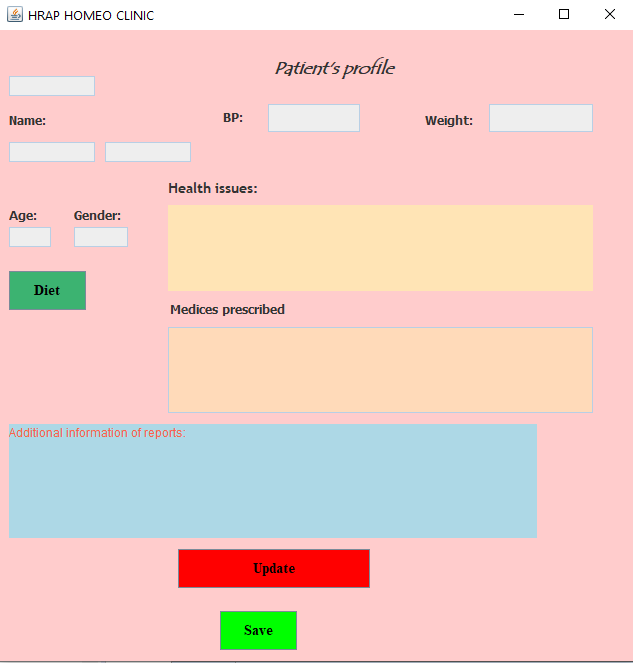 HRAP HOMEO CLINIC
Patient's profile
Name:
BP:
Weight:
Health issues:
Age:
Gender:
Diet
Medices prescribed
Additional information of reports:
Update
Save